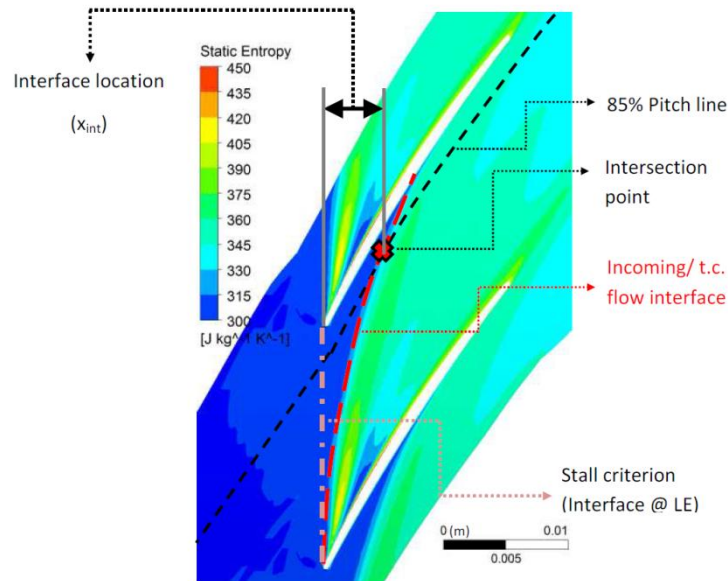 Static Entropy
450
435
420
405
390
375
360
345
330
315
300
[J kg^-1 K^-1]
Interface location
(xint)
85% Pitch line
Intersection
point
Incoming/ t.c.
flow interface
Stall criterion
(Interface @ LE)
0 (m)
0.01
0.005